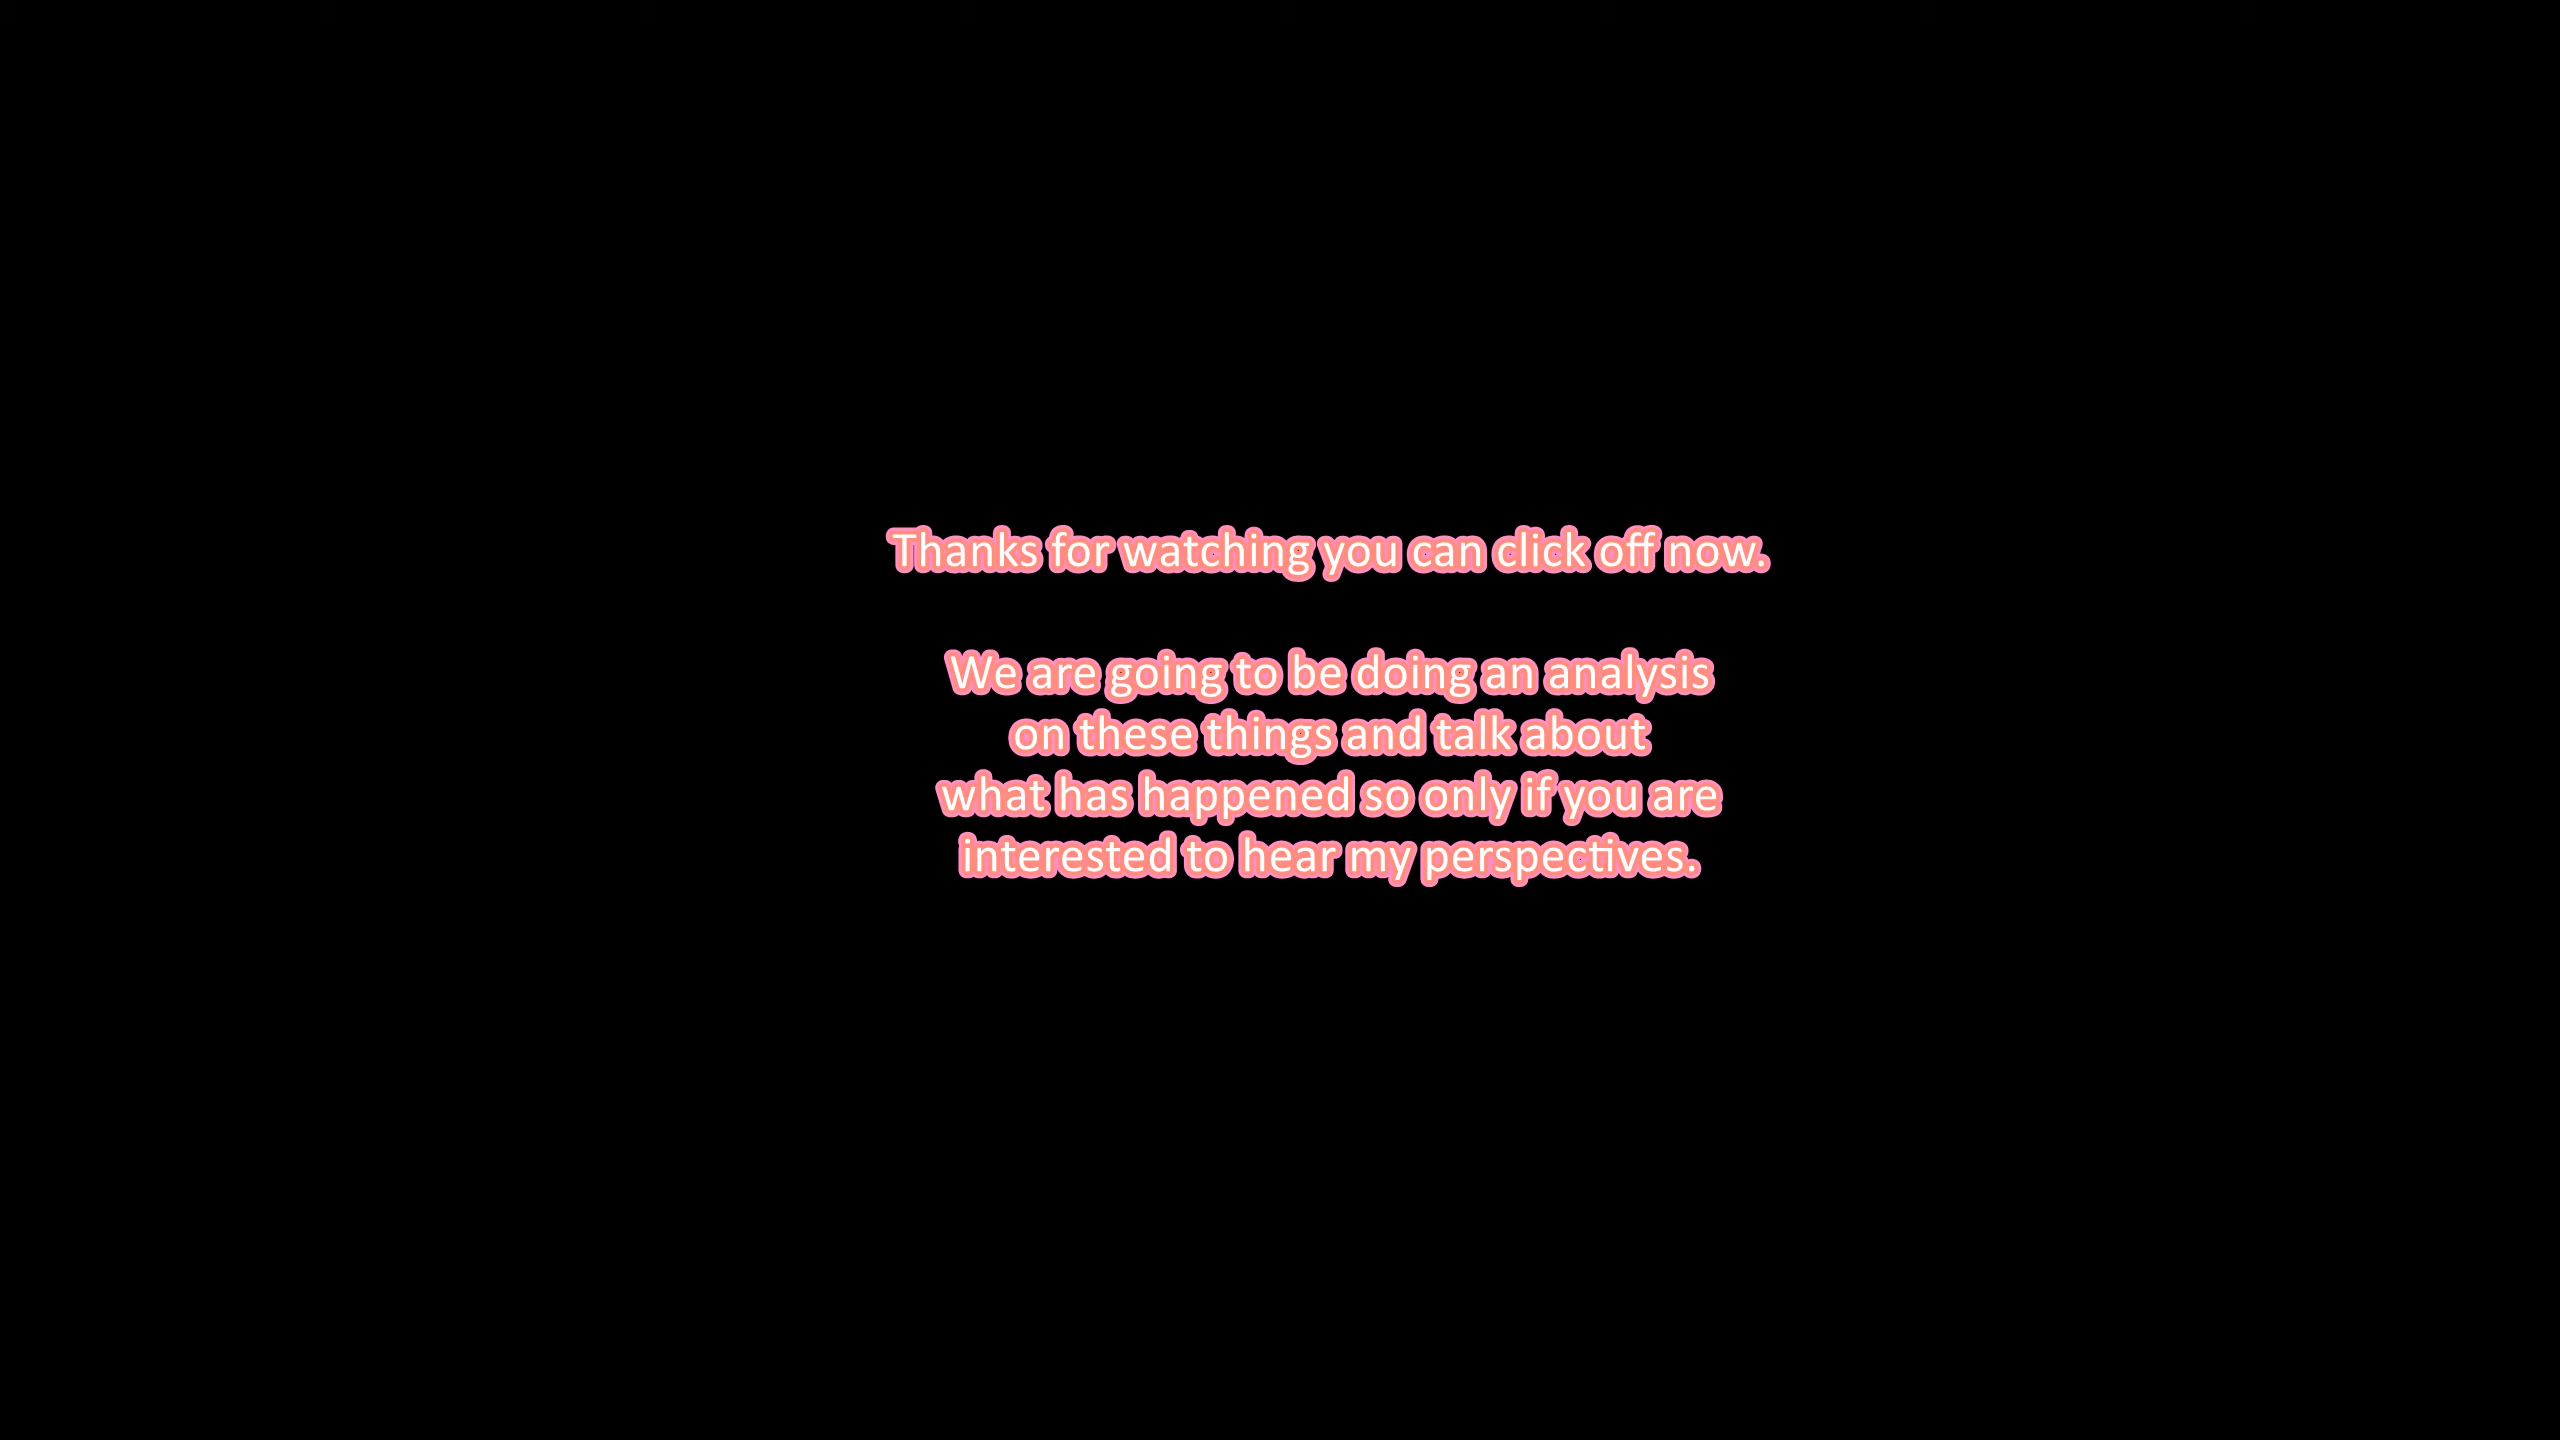 Thanks for watching you can click off now.
We are going to be doing an analysis
on these things and talk about
what has happened so only if you are
interested to hear my perspectives.